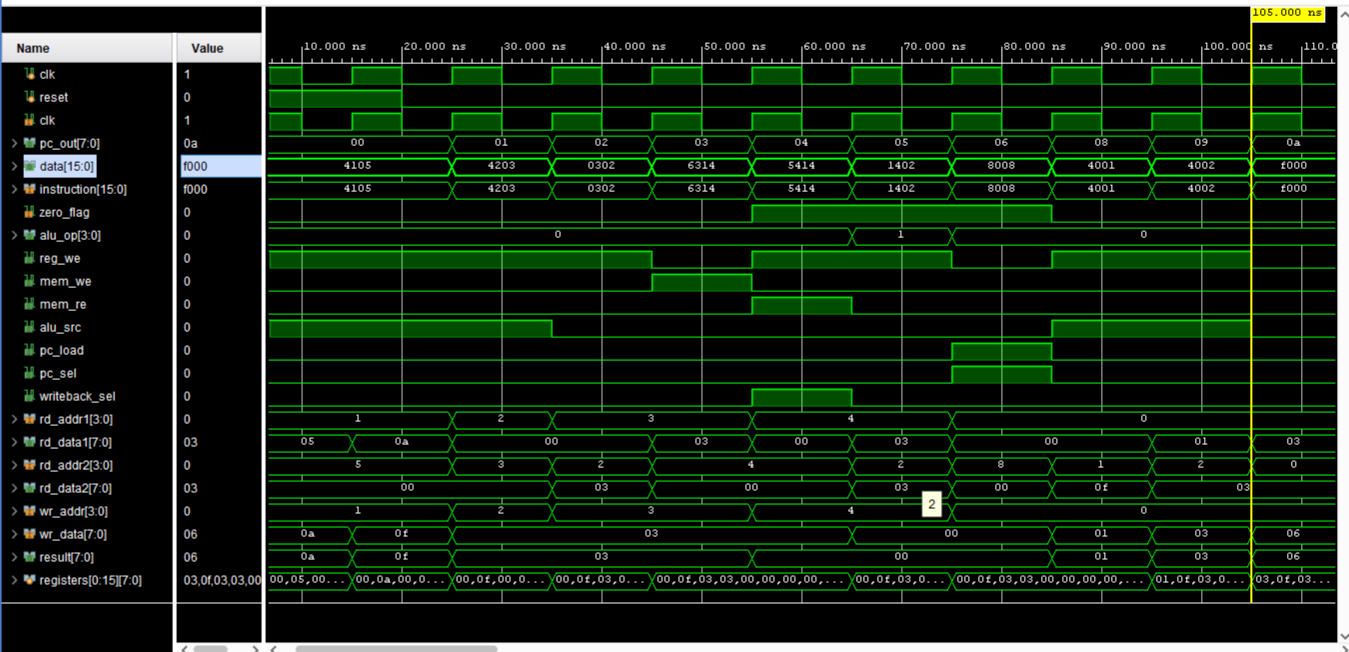 105.000 ns
Name Value 10.000 ns 20.000 ns 30.000 ns 40.000 ns 50.000 ns 60.000 ns 70.000 ns 80.000 ns 90.000 ns 100.000 ns 110.0
clk 1
reset 0
clk 1
pc_out[7:0] 0a 00 01 02 03 04 05 06 08 09 0a
data[15:0] f000 4105 4203 0302 6314 5414 1402 8008 4001 4002 f000
instruction[15:0] f000 4105 4203 0302 6314 5414 1402 8008 4001 4002 f000
zero_flag 0
alu_op[3:0] 0 0 1 0
reg_we 0
mem_we 0
mem_re 0
alu_src 0
pc_load 0
pc_sel 0
writeback_sel 0
rd_addr1[3:0] 0 1 2 3 4 0
rd_data1[7:0] 03 05 0a 00 03 00 03 00 01 03
rd_addr2[3:0] 0 5 3 2 4 2 8 1 2 0
rd_data2[7:0] 03 00 03 00 03 00 0f 03
2
wr_addr[3:0] 0 1 2 3 4 0
wr_data[7:0] 06 0a 0f 03 00 01 03 06
result[7:0] 06 0a 0f 03 00 01 03 06
registers[0:15][7:0] 03,0f,03,03,00 00,05,00... 00,0a,00,0... 00,0f,00,0... 00,0f,03,0... 00,0f,03,03,00,00,00,00,... 00,0f,03,0... 00,0f,03,03,00,00,00,00,... 01,0f,03,0... 03,0f,03...